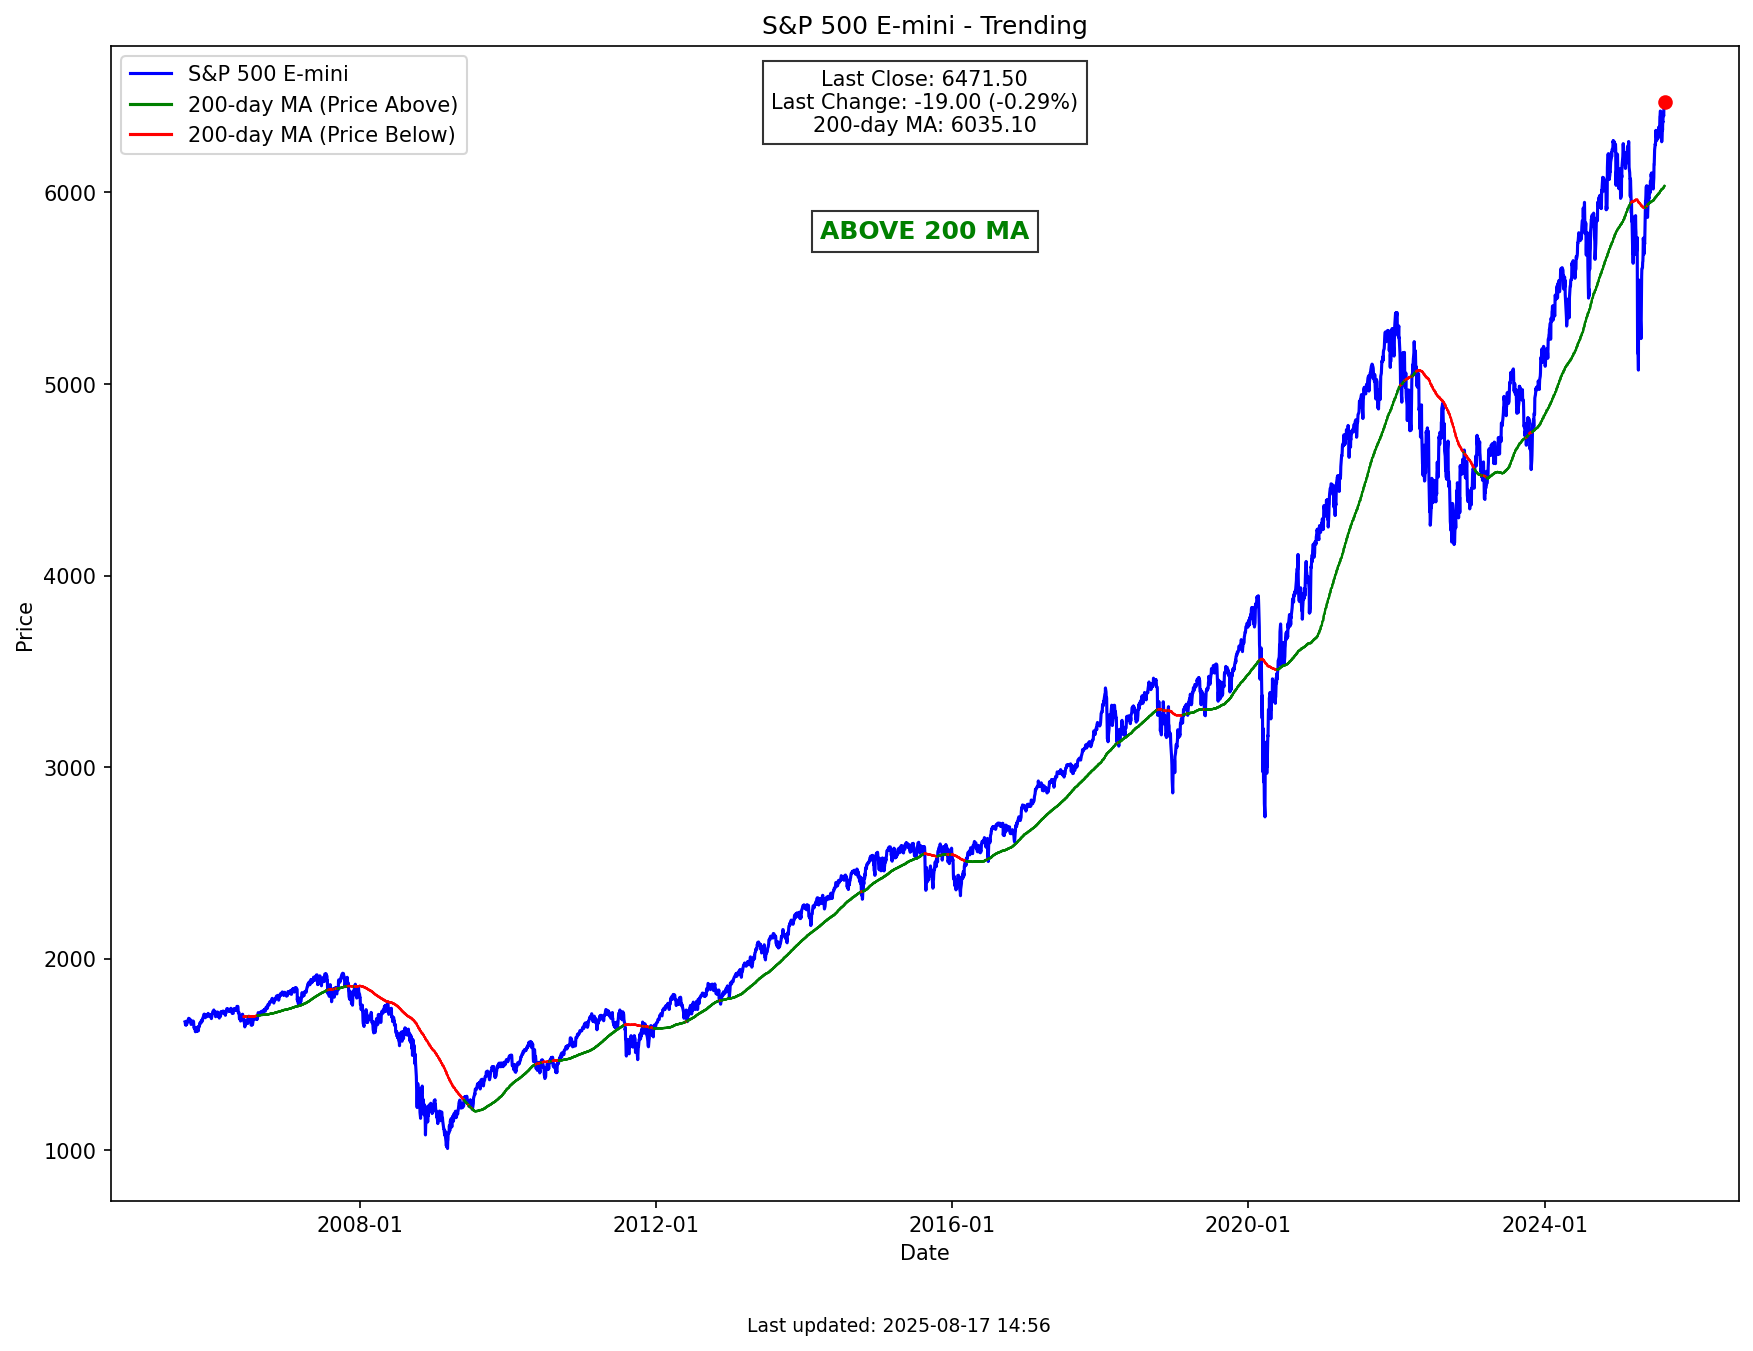 S&P 500 E-mini - Trending
S&P 500 E-mini
200-day MA (Price Above)
200-day MA (Price Below)
Last Close: 6471.50
Last Change: -19.00 (-0.29%)
200-day MA: 6035.10
ABOVE 200 MA
Price
6000
5000
4000
3000
2000
1000
2008-01
2012-01
2016-01
2020-01
2024-01
Date
Last updated: 2025-08-17 14:56